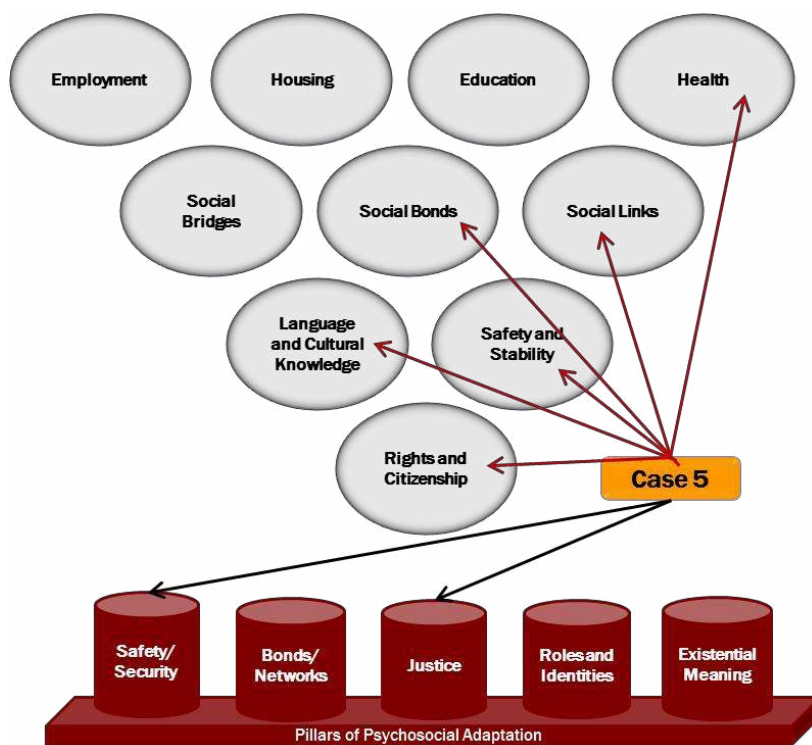 Employment
Housing
Education
Health
Social
Bridges
Social Bonds
Social Links
Language
and Cultural
Knowledge
Safety and
Stability
Rights and
Citizenship
Case 5
Safety/
Security
Bonds/
Networks
Justice
Roles and
Identities
Existential
Meaning
Pillars of Psychosocial Adaptation